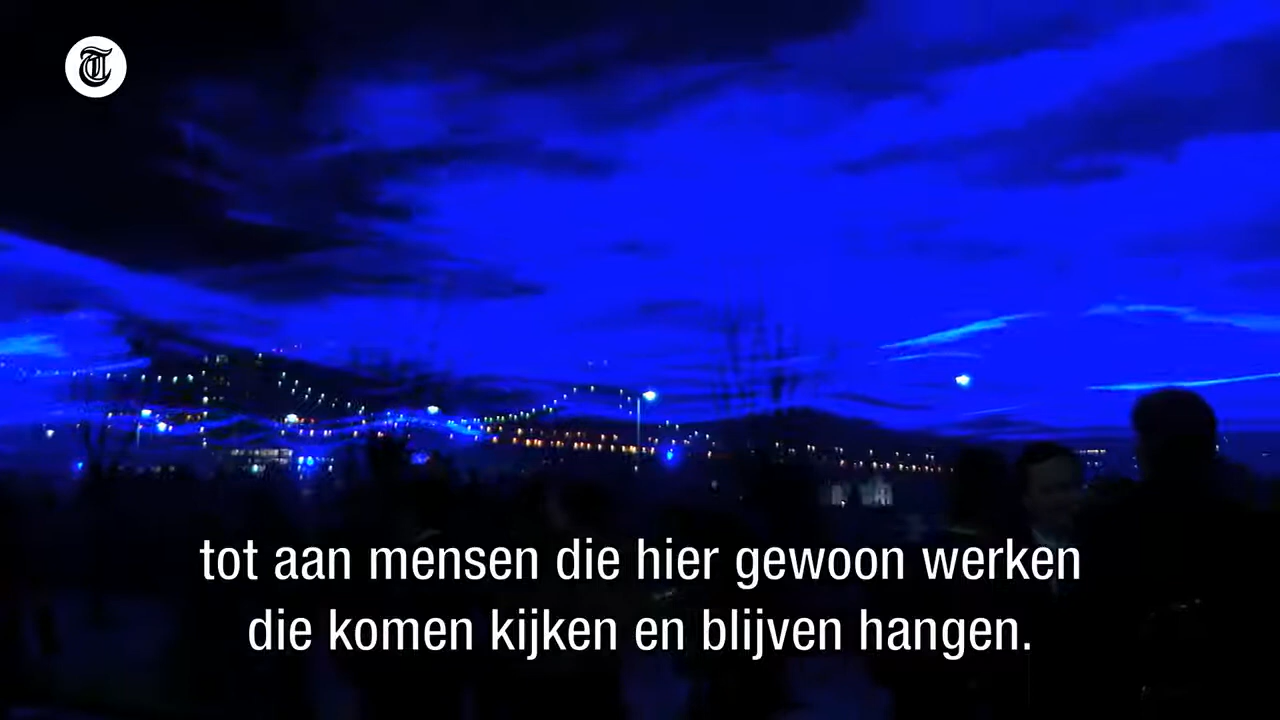 T
tot aan mensen die hier gewoon werken
die komen kijken en blijven hangen.